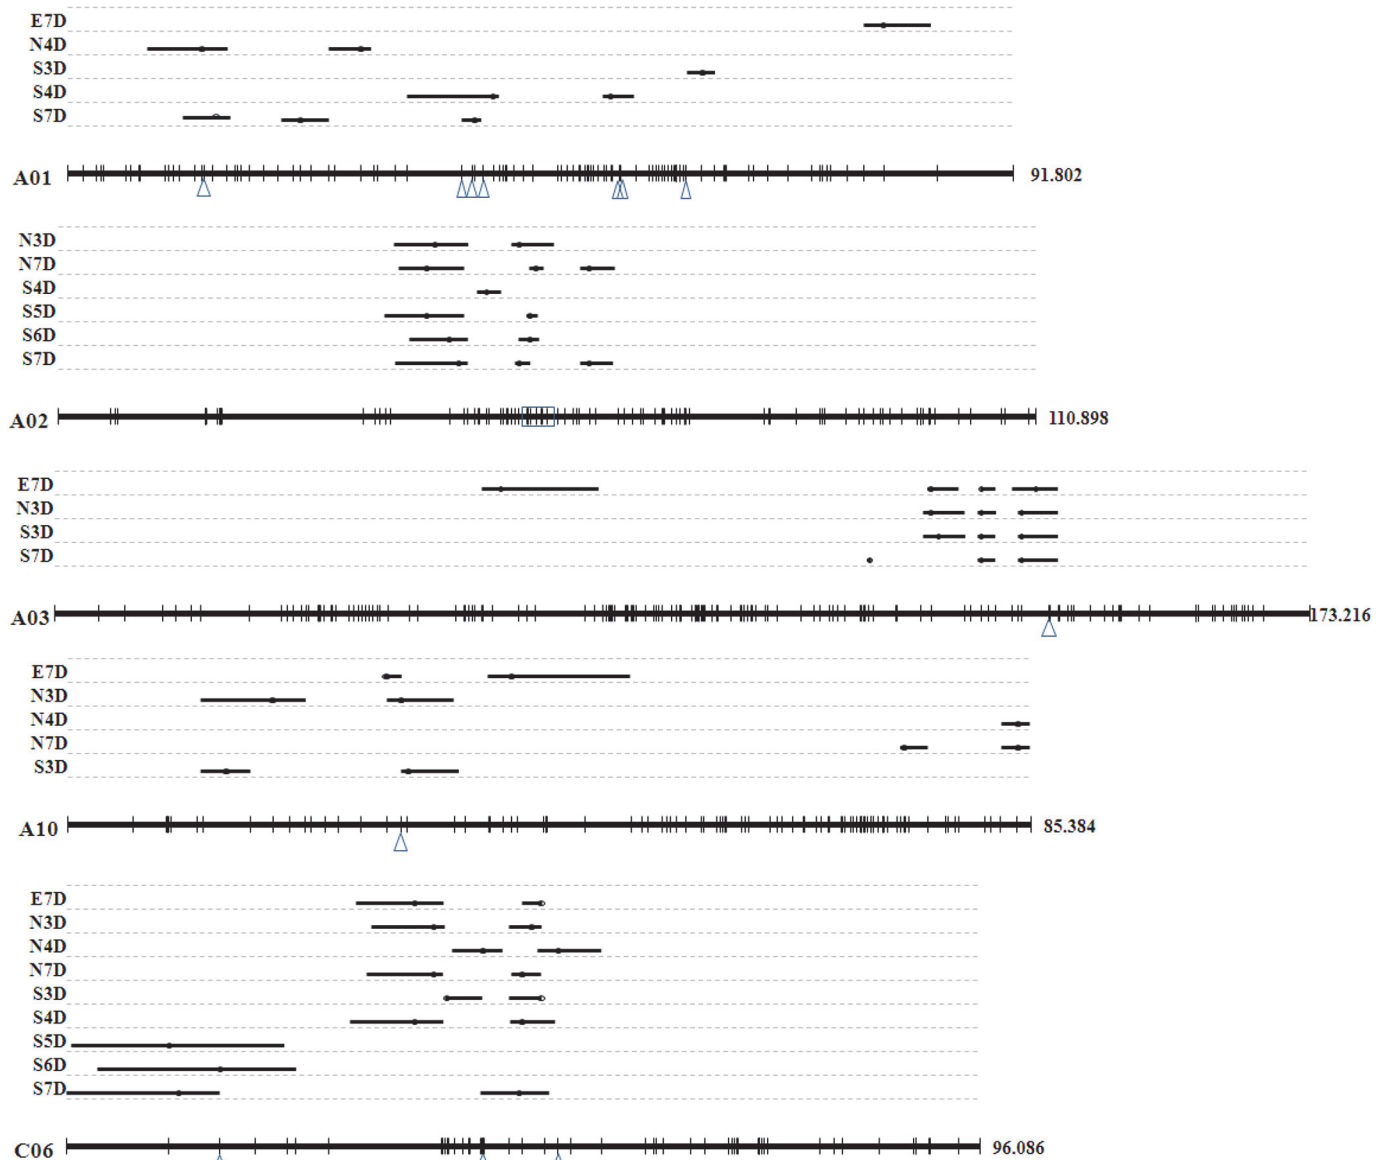 E7D
N4D
S3D
S4D
S7D
A01 91.802
N3D
N7D
S4D
S5D
S6D
S7D
A02 110.898
E7D
N3D
S3D
S7D
A03 173.216
E7D
N3D
N4D
N7D
S3D
A10 85.384
E7D
N3D
N4D
N7D
S3D
S4D
S5D
S6D
S7D
C06 96.086